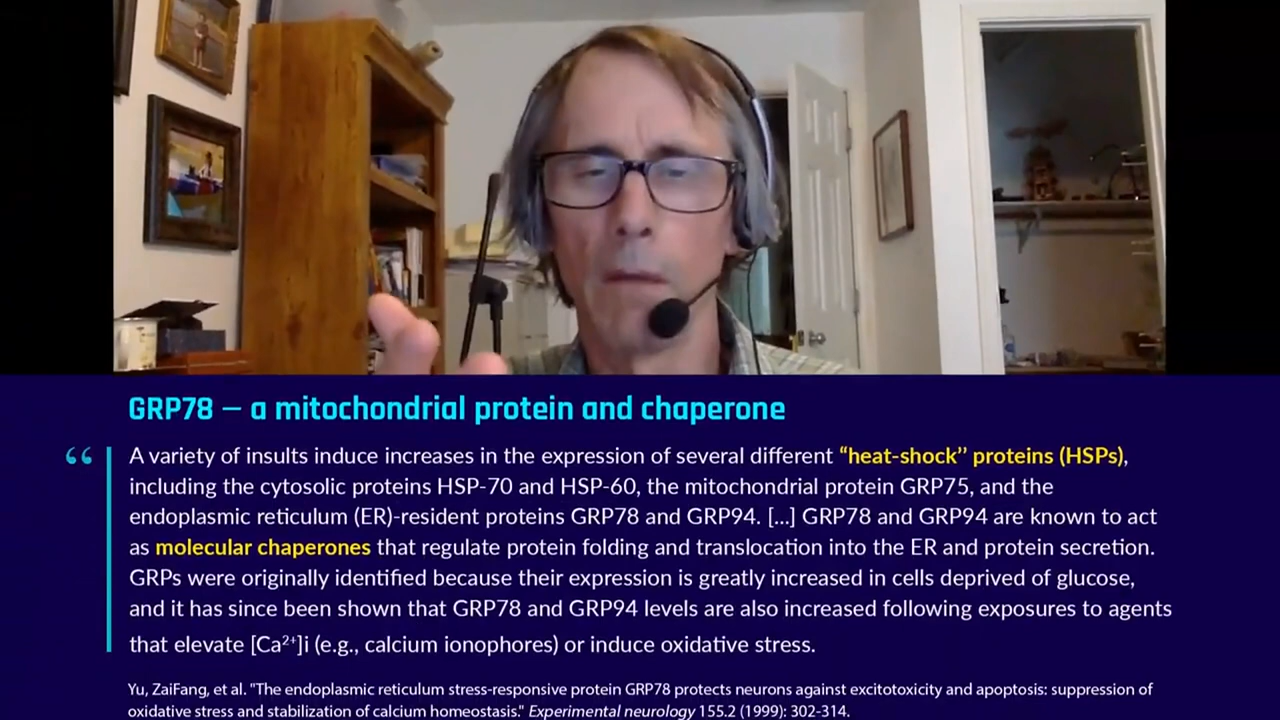 GRP78 – a mitochondrial protein and chaperone
“ A variety of insults induce increases in the expression of several different “heat-shock’’ proteins (HSPs),
including the cytosolic proteins HSP-70 and HSP-60, the mitochondrial protein GRP75, and the
endoplasmic reticulum (ER)-resident proteins GRP78 and GRP94. [...] GRP78 and GRP94 are known to act
as molecular chaperones that regulate protein folding and translocation into the ER and protein secretion.
GRPs were originally identified because their expression is greatly increased in cells deprived of glucose,
and it has since been shown that GRP78 and GRP94 levels are also increased following exposures to agents
that elevate [Ca²⁺]i (e.g., calcium ionophores) or induce oxidative stress.
Yu, ZaiFang, et al. "The endoplasmic reticulum stress-responsive protein GRP78 protects neurons against excitotoxicity and apoptosis: suppression of
oxidative stress and stabilization of calcium homeostasis." Experimental neurology 155.2 (1999): 302-314.